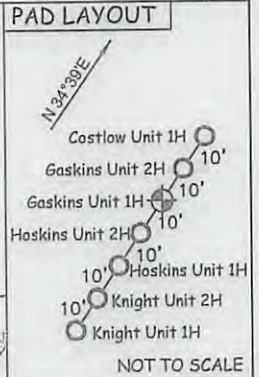 PAD LAYOUT
N 34°39'E
Costlow Unit 1H
10'
Gaskins Unit 2H
10'
Gaskins Unit 1H
10'
Hoskins Unit 2H
10'
10' Hoskins Unit 1H
10' Knight Unit 2H
Knight Unit 1H
NOT TO SCALE